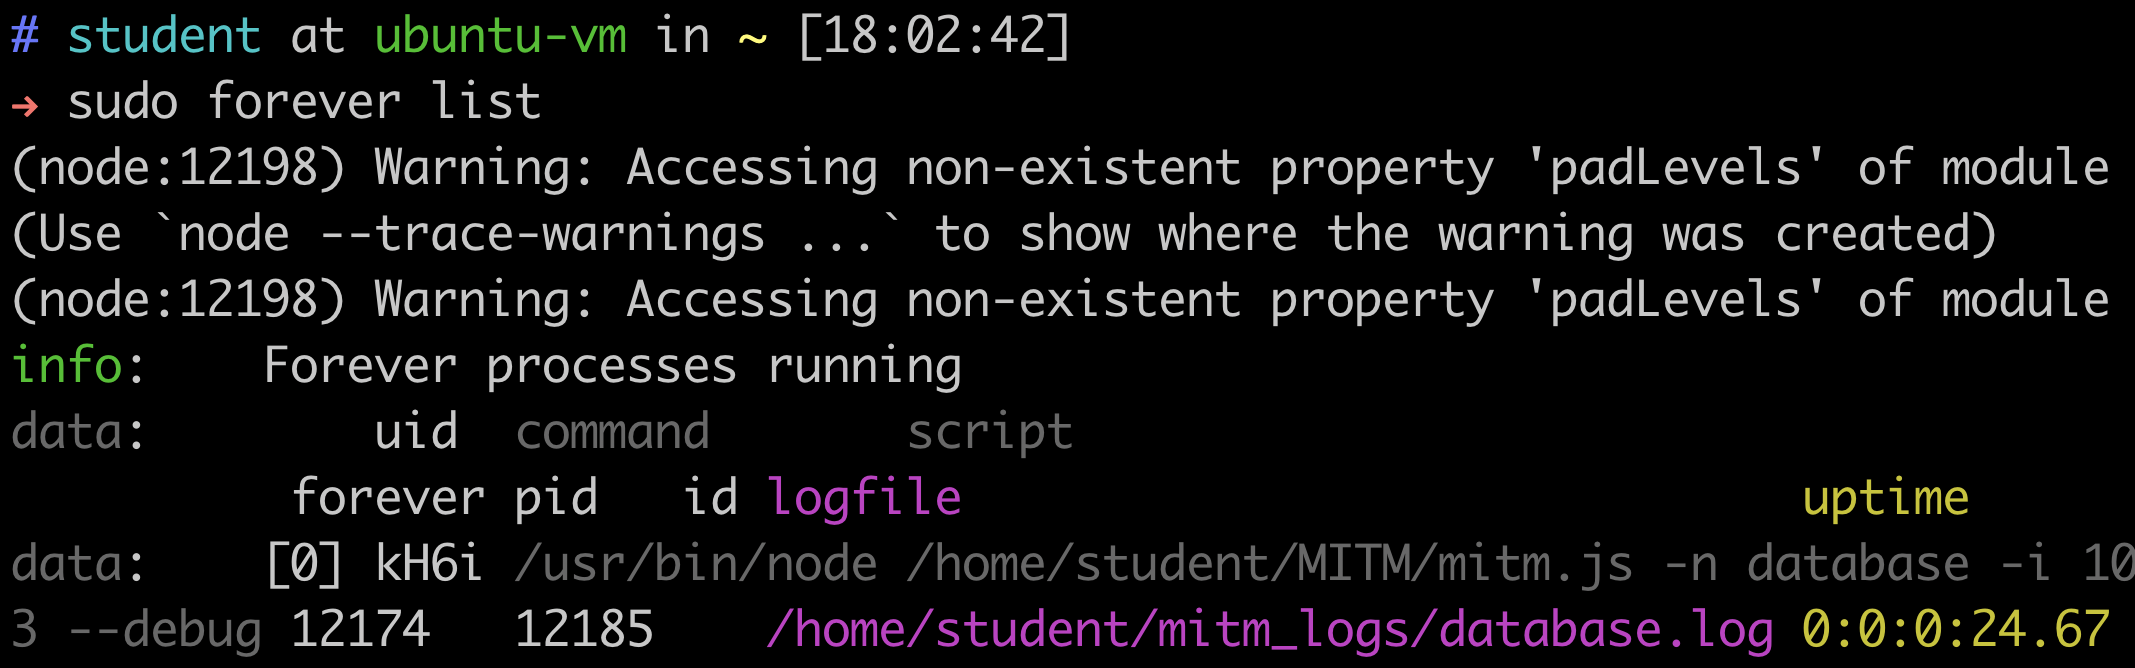 # student at ubuntu-vm in ~ [18:02:42]
→ sudo forever list
(node:12198) Warning: Accessing non-existent property 'padLevels' of module
(Use `node --trace-warnings ...` to show where the warning was created)
(node:12198) Warning: Accessing non-existent property 'padLevels' of module
info:    Forever processes running
data:        uid  command       script
          forever pid   id logfile                              uptime
data:    [0] kH6i /usr/bin/node /home/student/MITM/mitm.js -n database -i 10
3 --debug 12174   12185    /home/student/mitm_logs/database.log 0:0:0:24.67